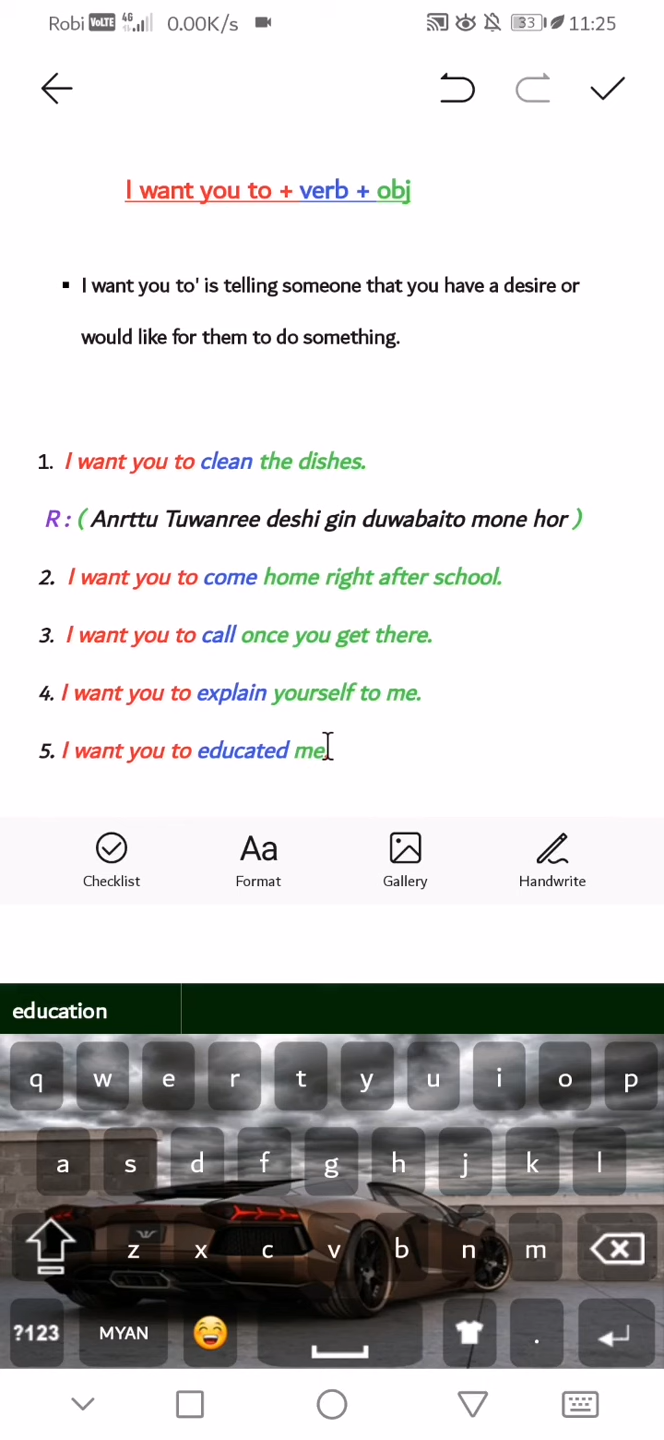 Robi VoLTE 4G 0.00K/s 33 11:25
I want you to + verb + obj
▪ I want you to' is telling someone that you have a desire or
would like for them to do something.
1. I want you to clean the dishes.
R : ( Anrttu Tuwanree deshi gin duwabaito mone hor )
2. I want you to come home right after school.
3. I want you to call once you get there.
4. I want you to explain yourself to me.
5. I want you to educated me.
Checklist Format Gallery Handwrite
Aa
education
q w e r t y u i o p
a s d f g h j k l
z x c v b n m
?123 MYAN .